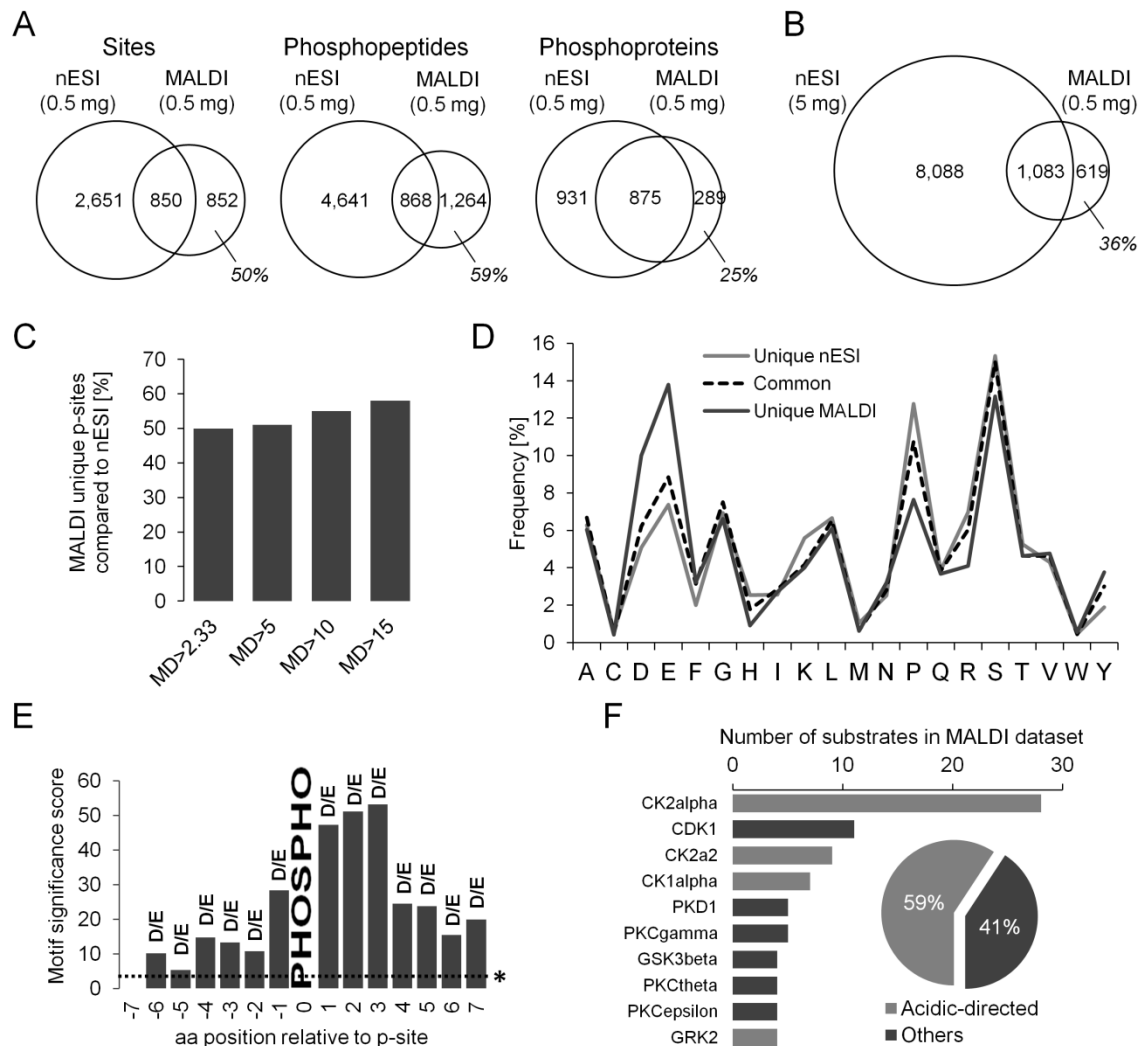 A
Sites
nESI
(0.5 mg)
MALDI
(0.5 mg)
2,651
850
852
50%
Phosphopeptides
nESI
(0.5 mg)
MALDI
(0.5 mg)
4,641
868
1,264
59%
Phosphoproteins
nESI
(0.5 mg)
MALDI
(0.5 mg)
931
875
289
25%
B
nESI
(5 mg)
MALDI
(0.5 mg)
8,088
1,083
619
36%
C
MALDI unique p-sites
compared to nESI [%]
70
60
50
40
30
20
10
0
MD>2.33
MD>5
MD>10
MD>15
D
Frequency [%]
16
14
12
10
8
6
4
2
0
Unique nESI
Common
Unique MALDI
A C D E F G H I K L M N P Q R S T V W Y
E
Motif significance score
60
50
40
30
20
10
0
D/E
D/E
D/E
D/E
D/E
D/E
PHOSPHO
D/E
D/E
D/E
D/E
D/E
D/E
D/E
*
-7 -6 -5 -4 -3 -2 -1 0 1 2 3 4 5 6 7
aa position relative to p-site
F
Number of substrates in MALDI dataset
0 10 20 30
CK2alpha
CDK1
CK2a2
CK1alpha
PKD1
PKCgamma
GSK3beta
PKCtheta
PKCepsilon
GRK2
59%
41%
Acidic-directed
Others